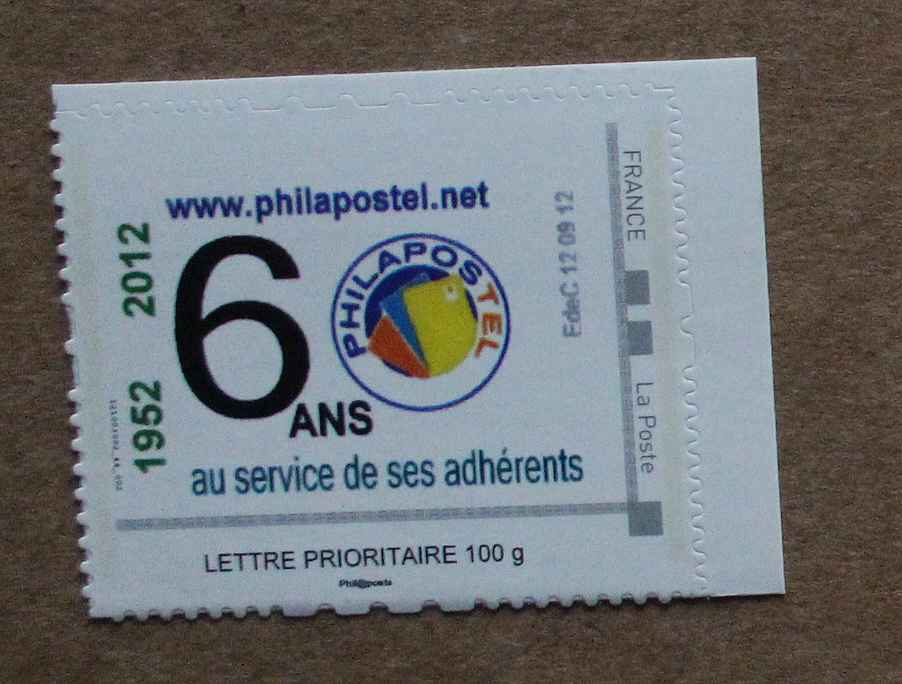 www.philapostel.net
1952 2012
60
PHILAPOSTEL
ANS
au service de ses adhérents
EdeC 12 09 12
FRANCE
La Poste
LETTRE PRIORITAIRE 100 g
Phil@poste